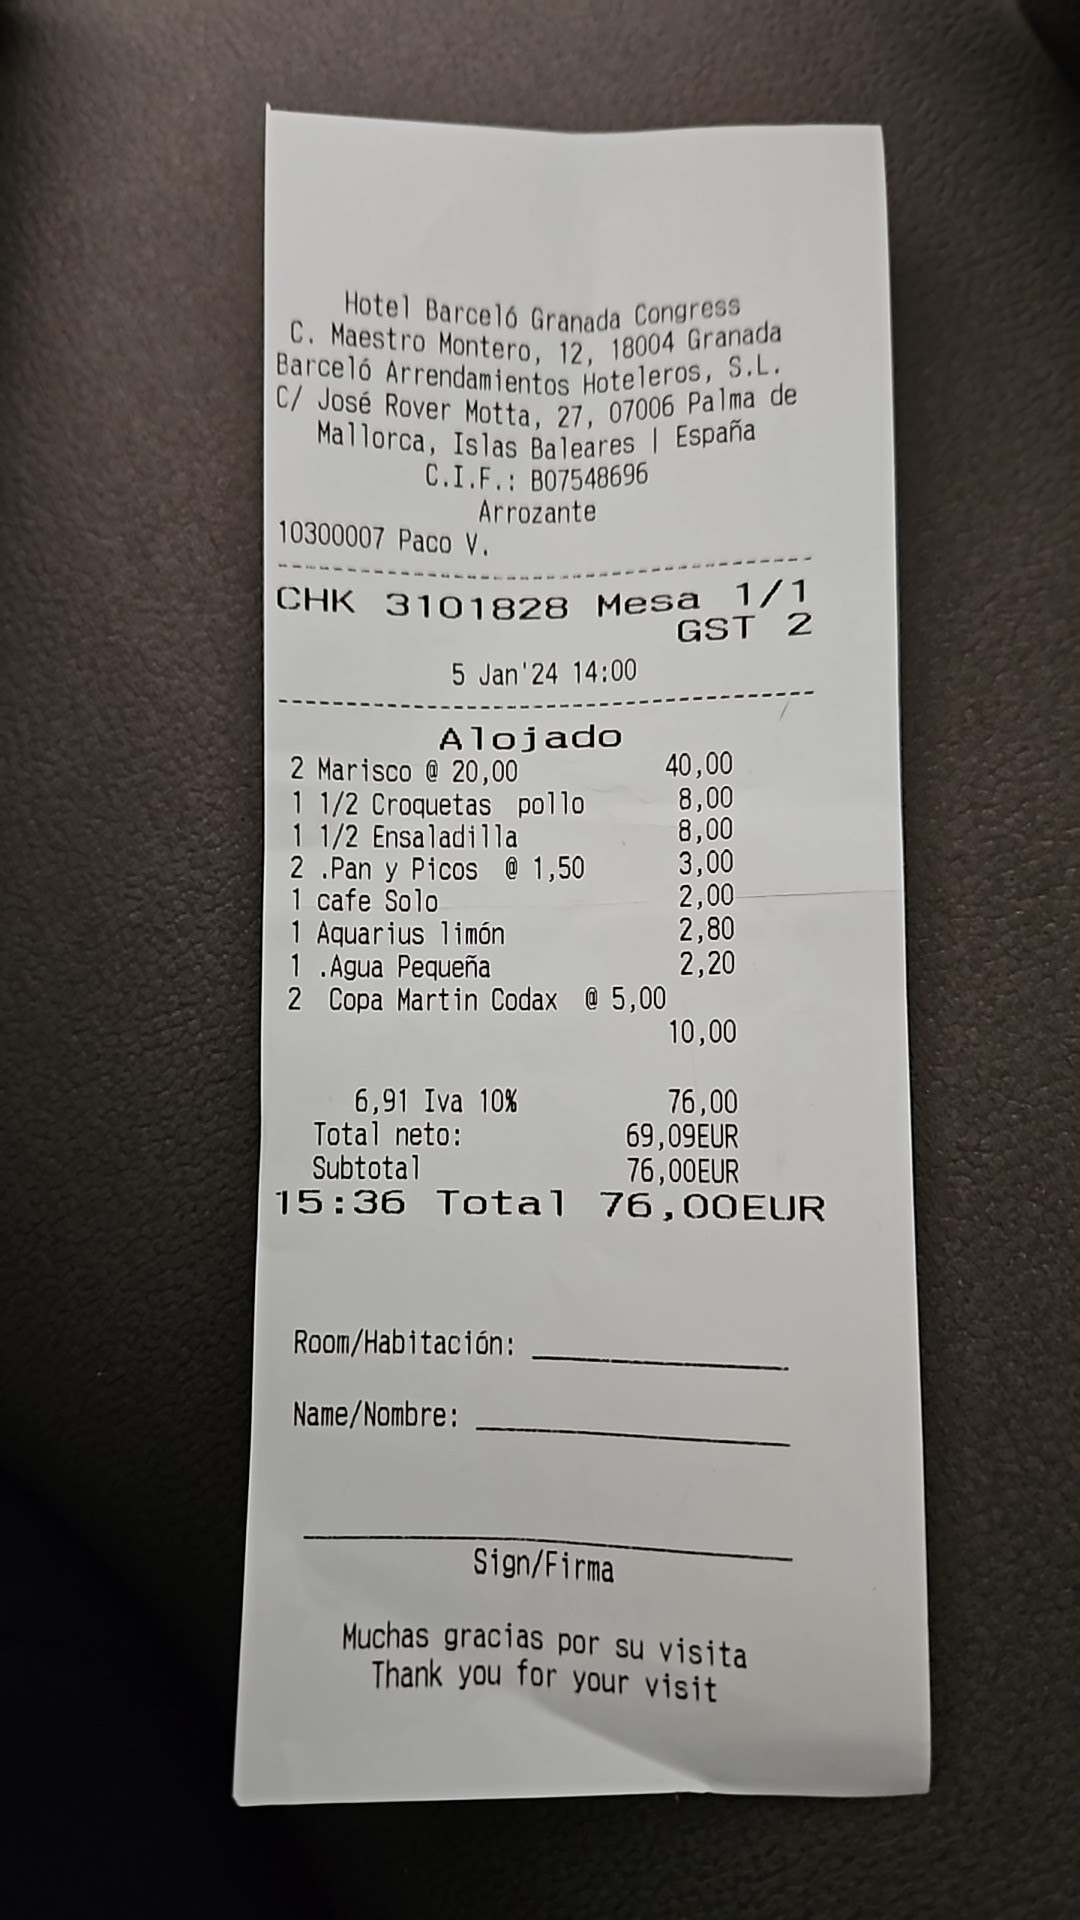 Hotel Barceló Granada Congress
C. Maestro Montero, 12, 18004 Granada
Barceló Arrendamientos Hoteleros, S.L.
C/ José Rover Motta, 27, 07006 Palma de
Mallorca, Islas Baleares | España
C.I.F.: B07548696
Arrozante
10300007 Paco V.
CHK 3101828 Mesa 1/1
GST 2
5 Jan'24 14:00
Alojado
2 Marisco @ 20,00 40,00
1 1/2 Croquetas pollo 8,00
1 1/2 Ensaladilla 8,00
2 .Pan y Picos @ 1,50 3,00
1 cafe Solo 2,00
1 Aquarius limón 2,80
1 .Agua Pequeña 2,20
2 Copa Martin Codax @ 5,00
10,00
6,91 Iva 10% 76,00
Total neto: 69,09EUR
Subtotal 76,00EUR
15:36 Total 76,00EUR
Room/Habitación:
Name/Nombre:
Sign/Firma
Muchas gracias por su visita
Thank you for your visit